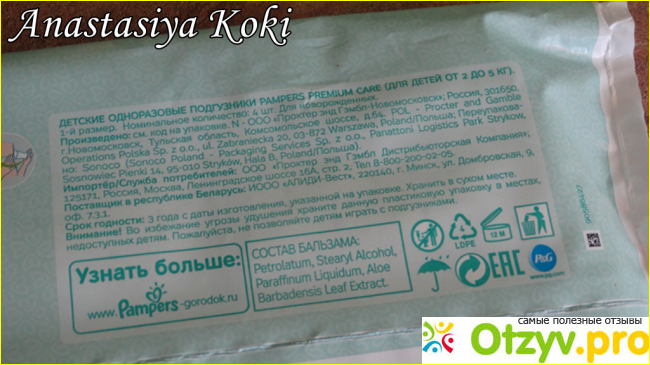 Anastasiya Koki
ДЕТСКИЕ ОДНОРАЗОВЫЕ ПОДГУЗНИКИ PAMPERS PREMIUM CARE (ДЛЯ ДЕТЕЙ ОТ 2 ДО 5 КГ).
1-й размер. Номинальное количество: 4 шт. Для новорожденных.
Произведено: см. код на упаковке. N - ООО «Проктер энд Гэмбл-Новомосковск»; Россия, 301650,
г.Новомосковск, Тульская область, Комсомольское шоссе, д.64. POL - Procter and Gamble
Operations Polska Sp. z o.o., ul. Zabraniecka 20, 03-872 Warszawa, Poland/Польша; Переупакова-
но: Sonoco (Sonoco Poland - Packaging Services Sp. z o.o., Panattoni Logistics Park Stryków,
Sosnowiec Pienki 14, 95-010 Stryków, Hala B, Poland/Польша).
Импортёр/Служба потребителей: ООО «Проктер энд Гэмбл Дистрибьюторская Компания»;
125171, Россия, Москва, Ленинградское шоссе 16А, стр. 2. Тел 8-800-200-02-05.
Поставщик в республике Беларусь: ИООО «АЛИДИ-Вест», 220140, г. Минск, ул. Домбровская, 9,
оф. 7.3.1.
Срок годности: 3 года с даты изготовления, указанной на упаковке. Хранить в сухом месте.
Внимание! Во избежание угрозы удушения храните данную пластиковую упаковку в местах,
недоступных детям. Пожалуйста, не позволяйте детям играть с подгузниками.
Узнать больше:
www.Pampers-gorodok.ru
СОСТАВ БАЛЬЗАМА:
Petrolatum, Stearyl Alcohol,
Paraffinum Liquidum, Aloe
Barbadensis Leaf Extract.
4
LDPE
12 M
EAC
P&G
www.pg.com
самые полезные отзывы
Otzyv.pro